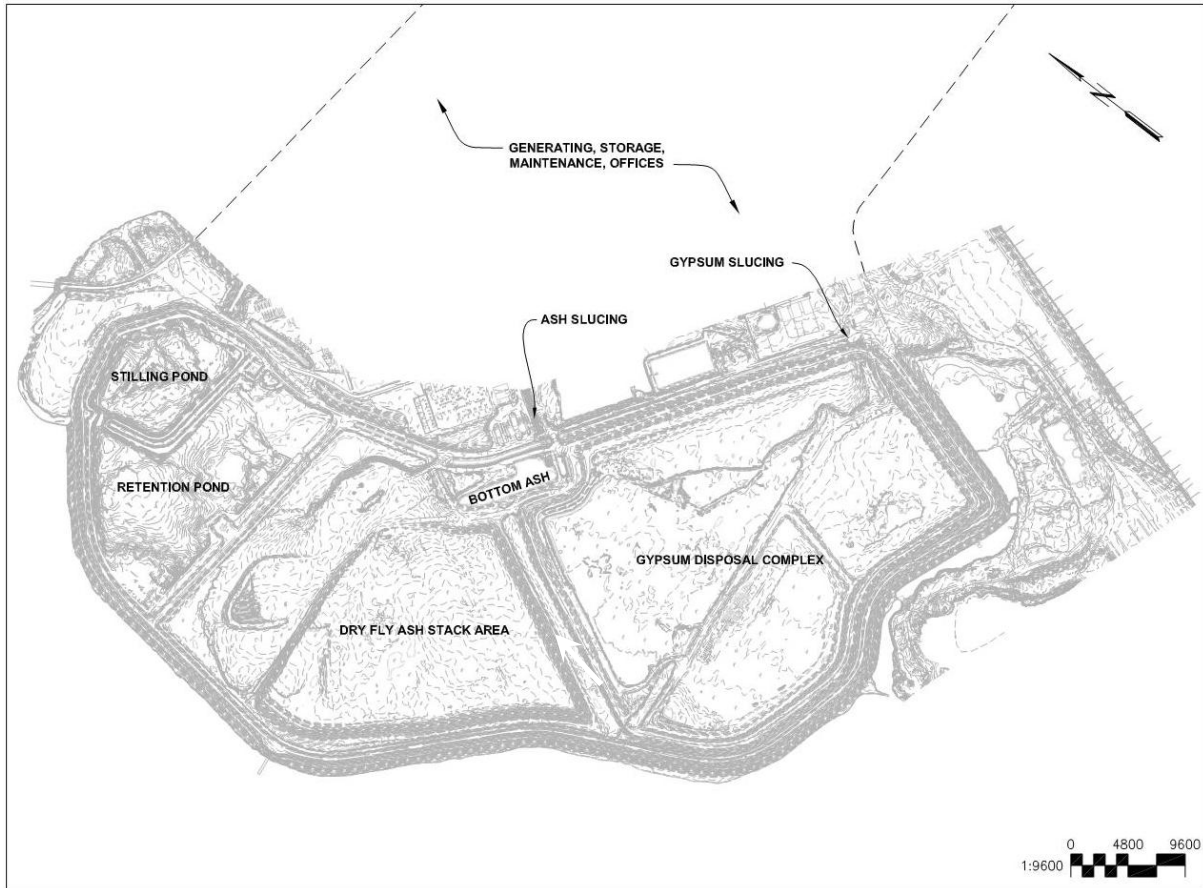 N
GENERATING, STORAGE,
MAINTENANCE, OFFICES
GYPSUM SLUCING
ASH SLUCING
STILLING POND
RETENTION POND
BOTTOM ASH
GYPSUM DISPOSAL COMPLEX
DRY FLY ASH STACK AREA
0 4800 9600
1:9600